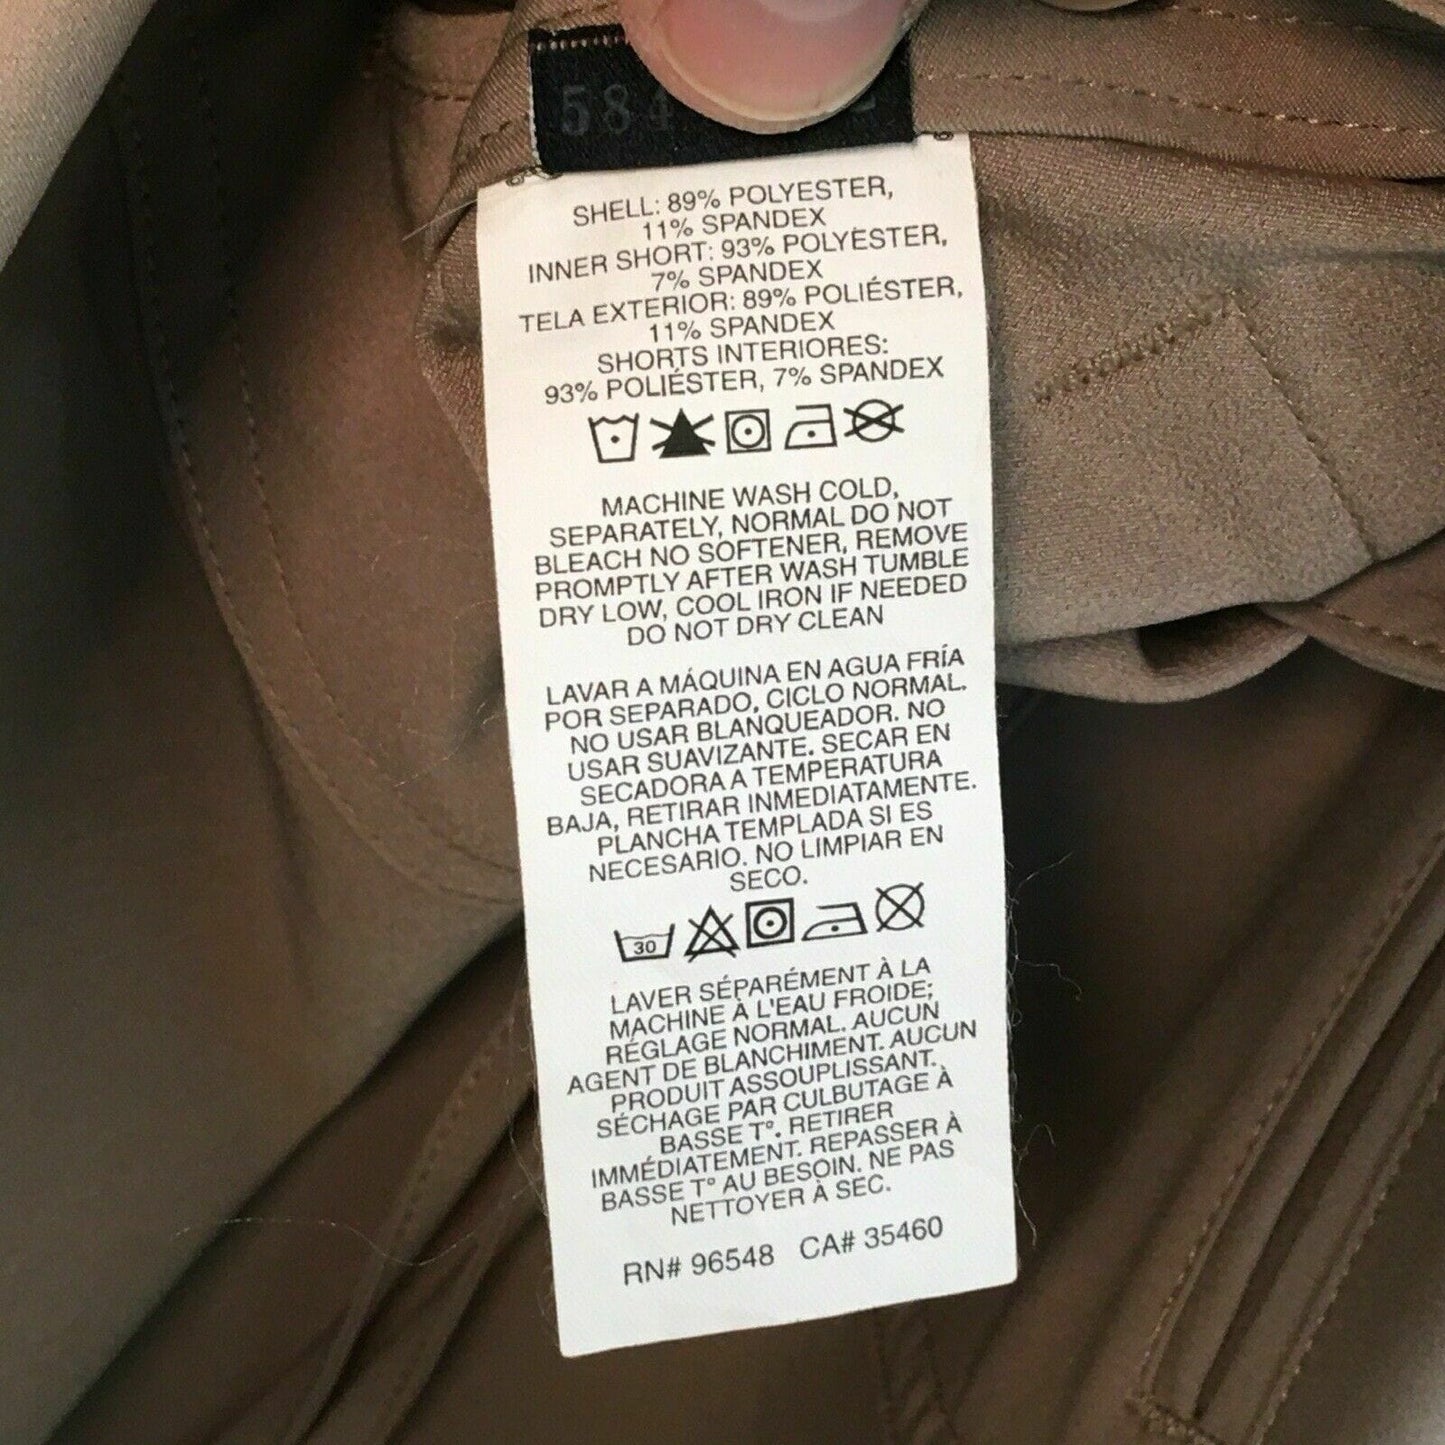 584
SHELL: 89% POLYESTER,
11% SPANDEX
INNER SHORT: 93% POLYESTER,
7% SPANDEX
TELA EXTERIOR: 89% POLIÉSTER,
11% SPANDEX
SHORTS INTERIORES:
93% POLIÉSTER, 7% SPANDEX
MACHINE WASH COLD,
SEPARATELY, NORMAL DO NOT
BLEACH NO SOFTENER, REMOVE
PROMPTLY AFTER WASH TUMBLE
DRY LOW, COOL IRON IF NEEDED
DO NOT DRY CLEAN
LAVAR A MÁQUINA EN AGUA FRÍA
POR SEPARADO, CICLO NORMAL.
NO USAR BLANQUEADOR. NO
USAR SUAVIZANTE. SECAR EN
SECADORA A TEMPERATURA
BAJA, RETIRAR INMEDIATAMENTE.
PLANCHA TEMPLADA SI ES
NECESARIO. NO LIMPIAR EN
SECO.
30
LAVER SÉPARÉMENT À LA
MACHINE À L'EAU FROIDE;
RÉGLAGE NORMAL. AUCUN
AGENT DE BLANCHIMENT. AUCUN
PRODUIT ASSOUPLISSANT.
SÉCHAGE PAR CULBUTAGE À
BASSE Tº. RETIRER
IMMÉDIATEMENT. REPASSER À
BASSE Tº AU BESOIN. NE PAS
NETTOYER À SEC.
RN# 96548 CA# 35460